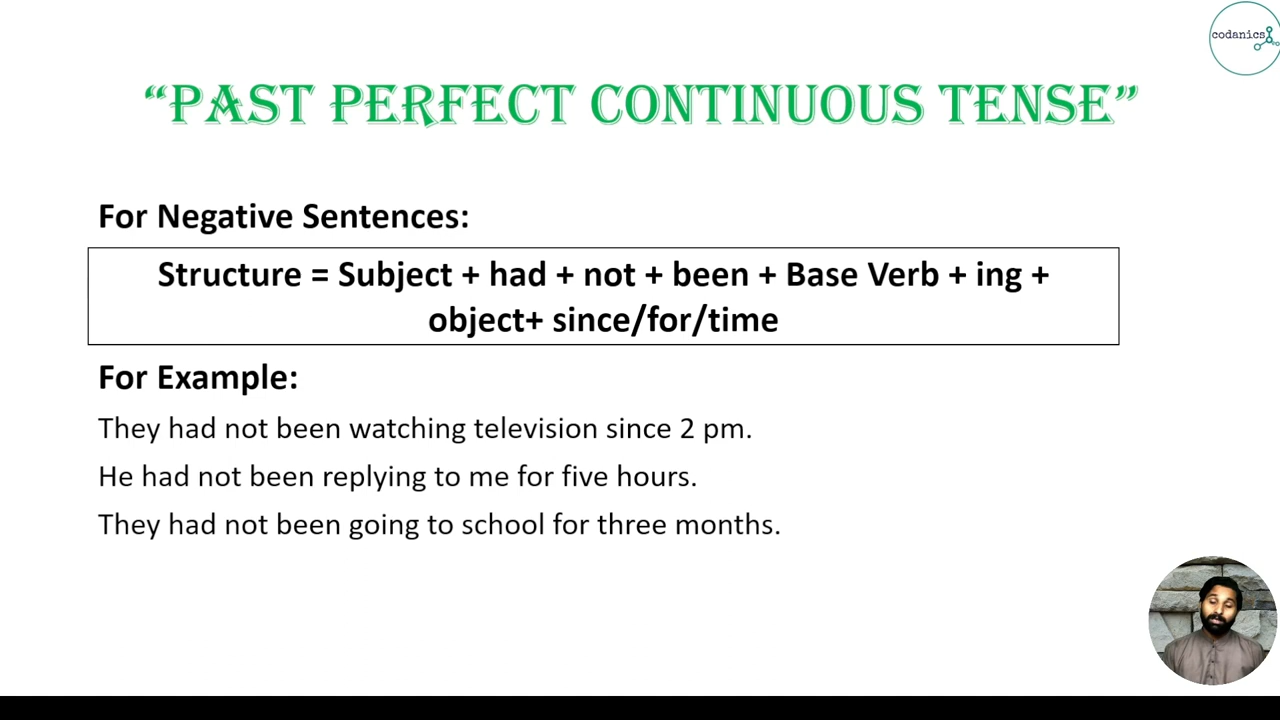 codanics
“PAST PERFECT CONTINUOUS TENSE”
For Negative Sentences:
Structure = Subject + had + not + been + Base Verb + ing +
object+ since/for/time
For Example:
They had not been watching television since 2 pm.
He had not been replying to me for five hours.
They had not been going to school for three months.